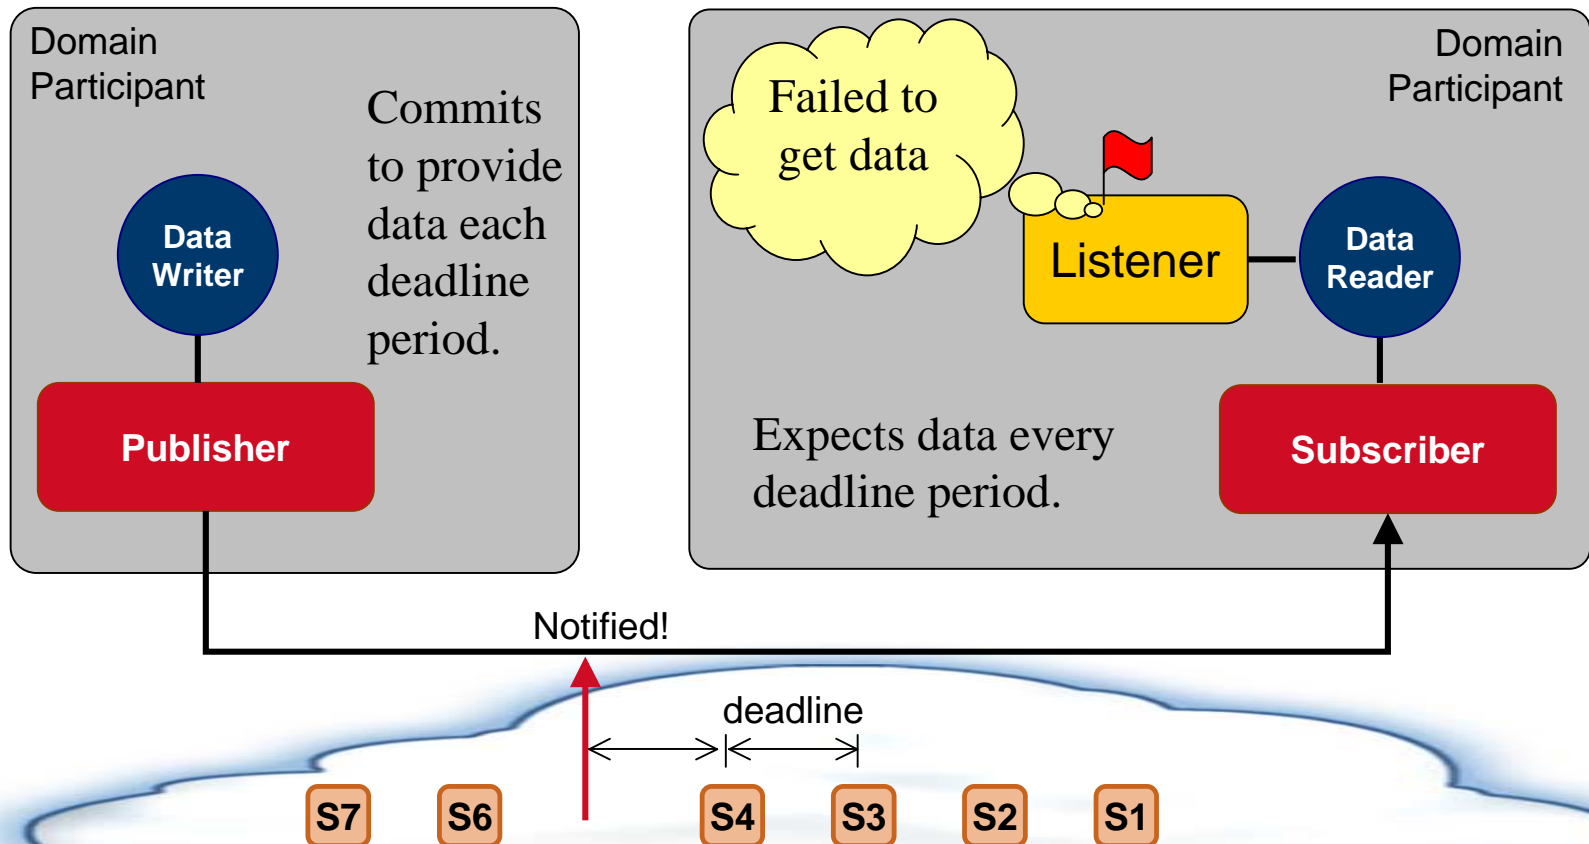 Domain
Participant
Commits
to provide
data each
deadline
period.
Data
Writer
Publisher
Domain
Participant
Failed to
get data
Listener
Data
Reader
Expects data every
deadline period.
Subscriber
Notified!
deadline
S7 S6 S4 S3 S2 S1